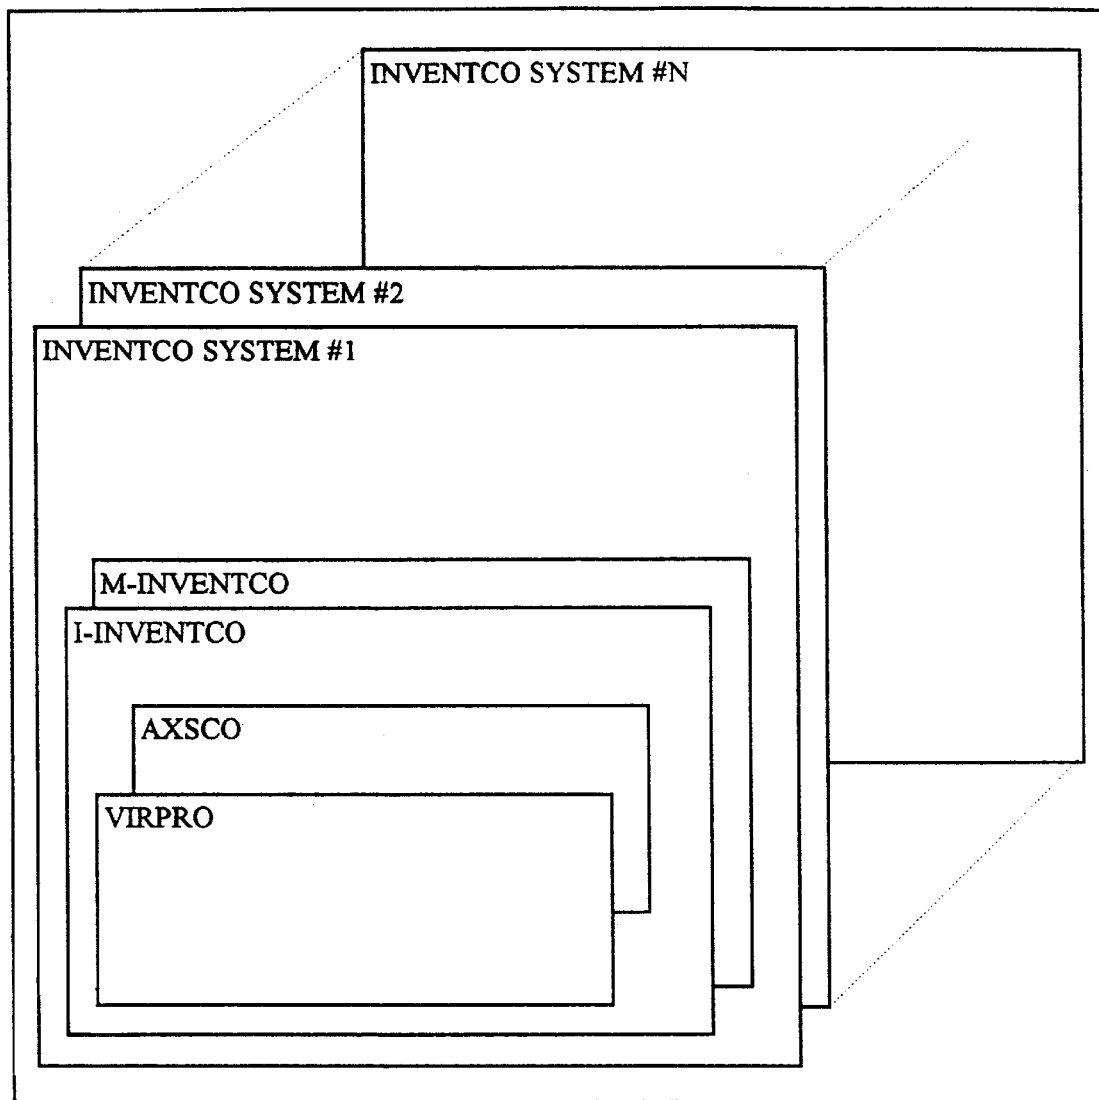 INVENTCO SYSTEM #N
INVENTCO SYSTEM #2
INVENTCO SYSTEM #1
M-INVENTCO
I-INVENTCO
AXSCO
VIRPRO